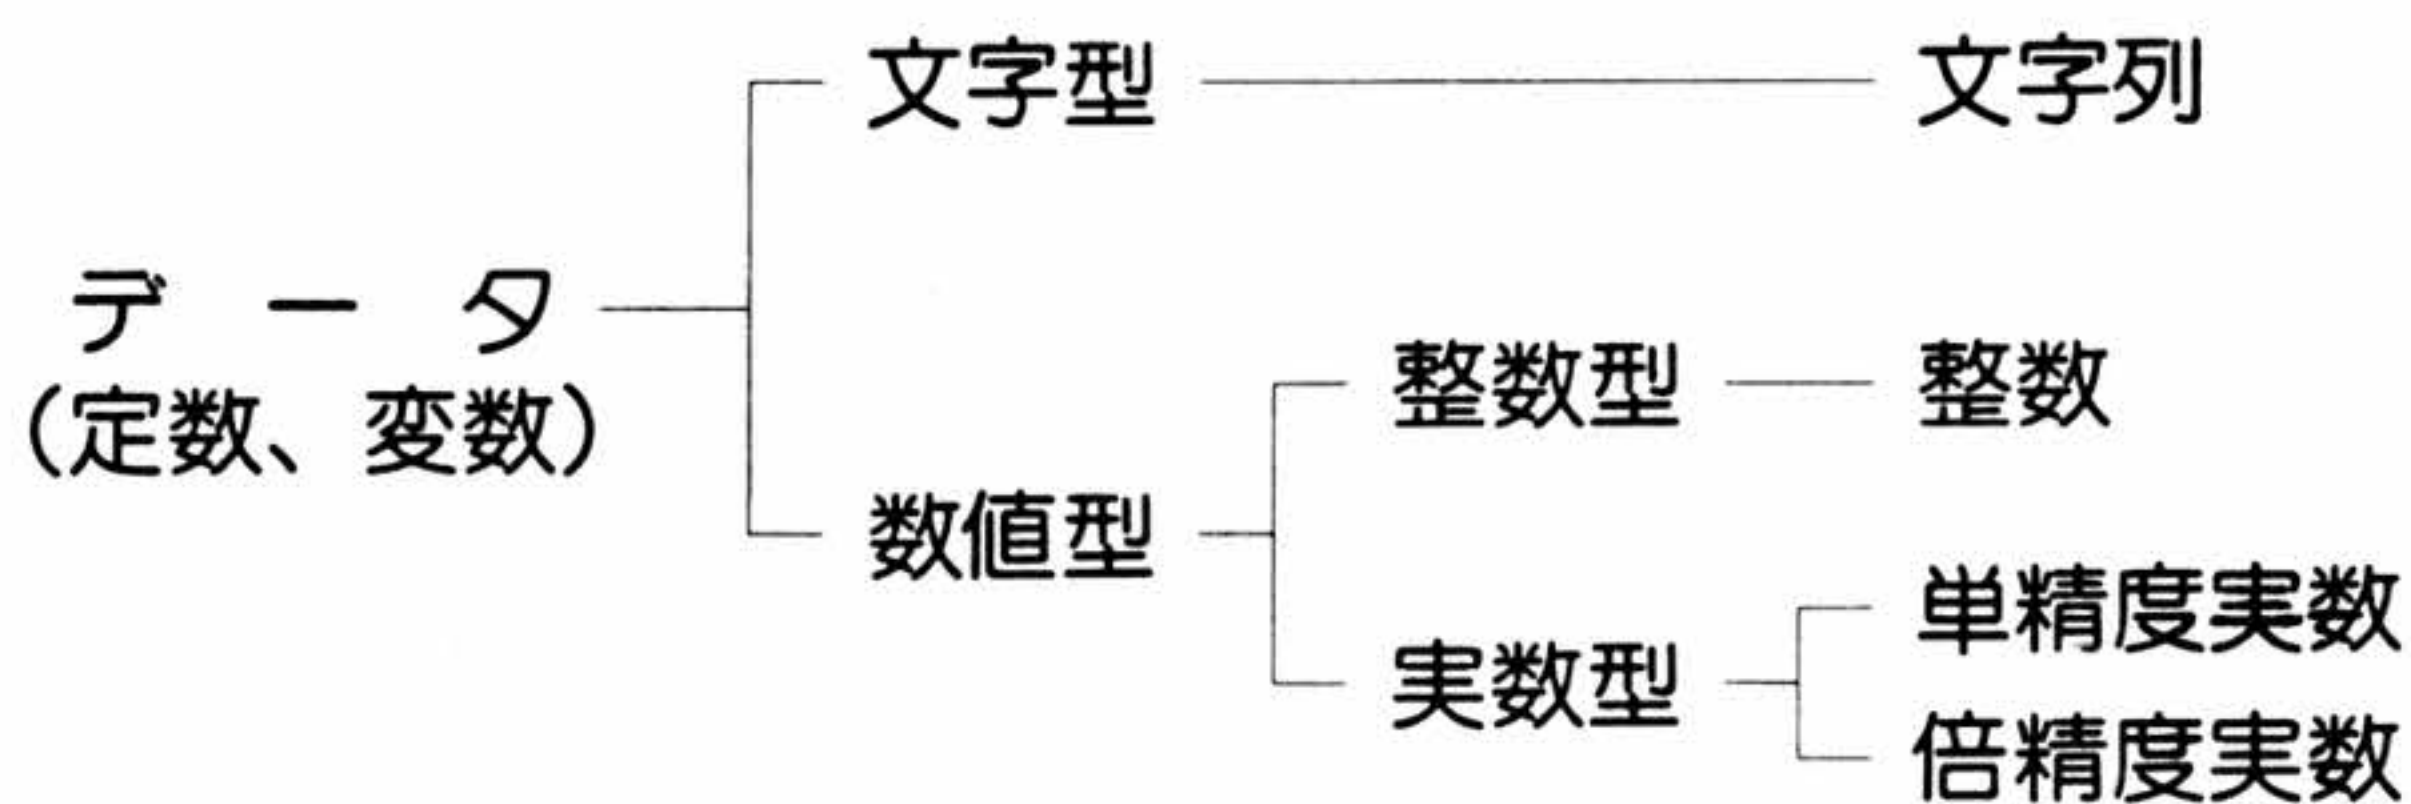 文字型 文字列
データ
(定数、変数)
整数型 整数
数値型
単精度実数
実数型
倍精度実数